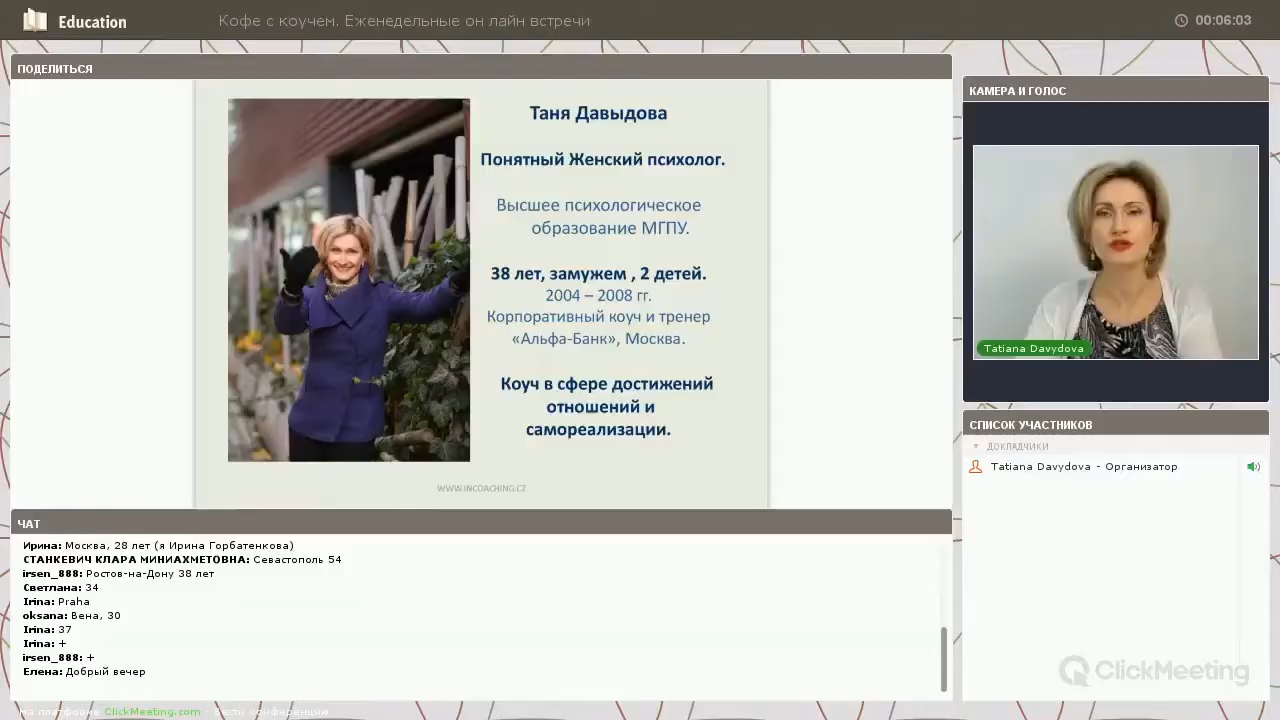 Education
Кофе с коучем. Еженедельные он лайн встречи
00:06:03
ПОДЕЛИТЬСЯ
Таня Давыдова
Понятный Женский психолог.
Высшее психологическое
образование МГПУ.
38 лет, замужем , 2 детей.
2004 – 2008 гг.
Корпоративный коуч и тренер
«Альфа-Банк», Москва.
Коуч в сфере достижений
отношений и
самореализации.
WWW.INCOACHING.CZ
КАМЕРА И ГОЛОС
Tatiana Davydova
СПИСОК УЧАСТНИКОВ
ДОКЛАДЧИКИ
Tatiana Davydova - Организатор
ЧАТ
Ирина: Москва, 28 лет (я Ирина Горбатенкова)
СТАНКЕВИЧ КЛАРА МИНИАХМЕТОВНА: Севастополь 54
irsen_888: Ростов-на-Дону 38 лет
Светлана: 34
Irina: Praha
oksana: Вена, 30
Irina: 37
Irina: +
irsen_888: +
Елена: Добрый вечер
ClickMeeting
На платформе ClickMeeting.com - Вести конференцию